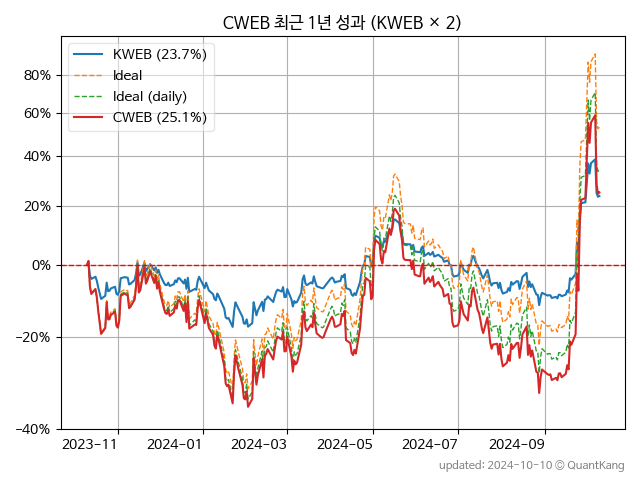 CWEB 최근 1년 성과 (KWEB × 2)
KWEB (23.7%)
Ideal
Ideal (daily)
CWEB (25.1%)
80%
60%
40%
20%
0%
−20%
−40%
2023-11
2024-01
2024-03
2024-05
2024-07
2024-09
updated: 2024-10-10 © QuantKang